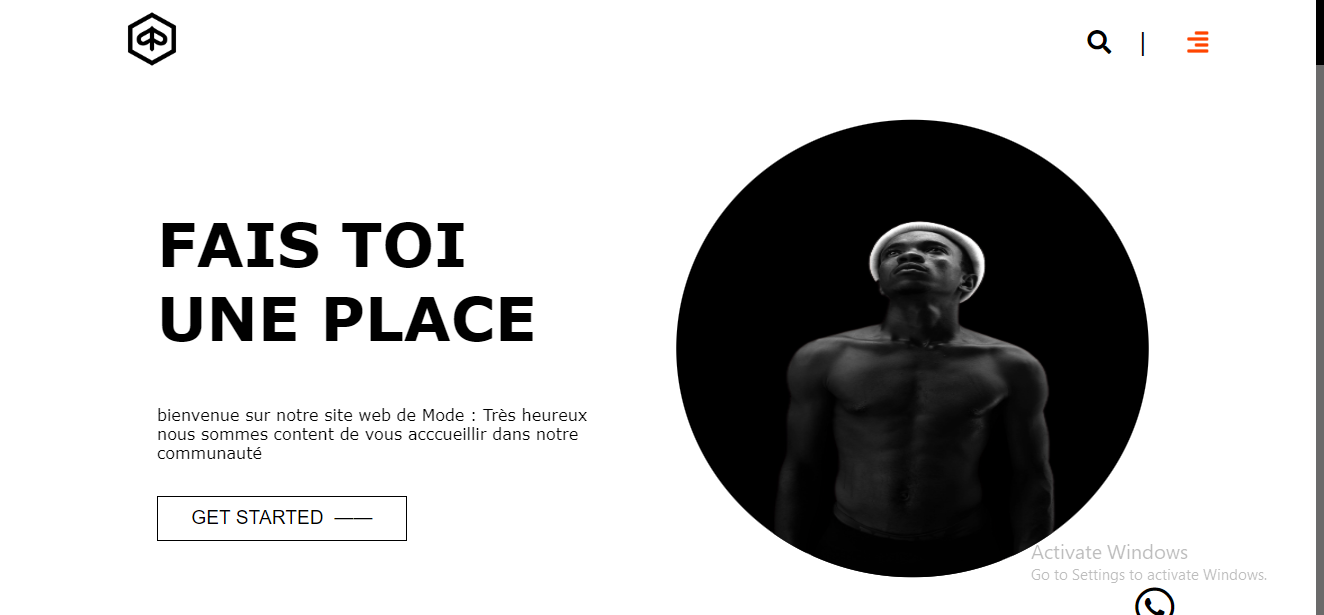 FAIS TOI
UNE PLACE
bienvenue sur notre site web de Mode : Très heureux
nous sommes content de vous acccueillir dans notre
communauté
GET STARTED ——
Activate Windows
Go to Settings to activate Windows.